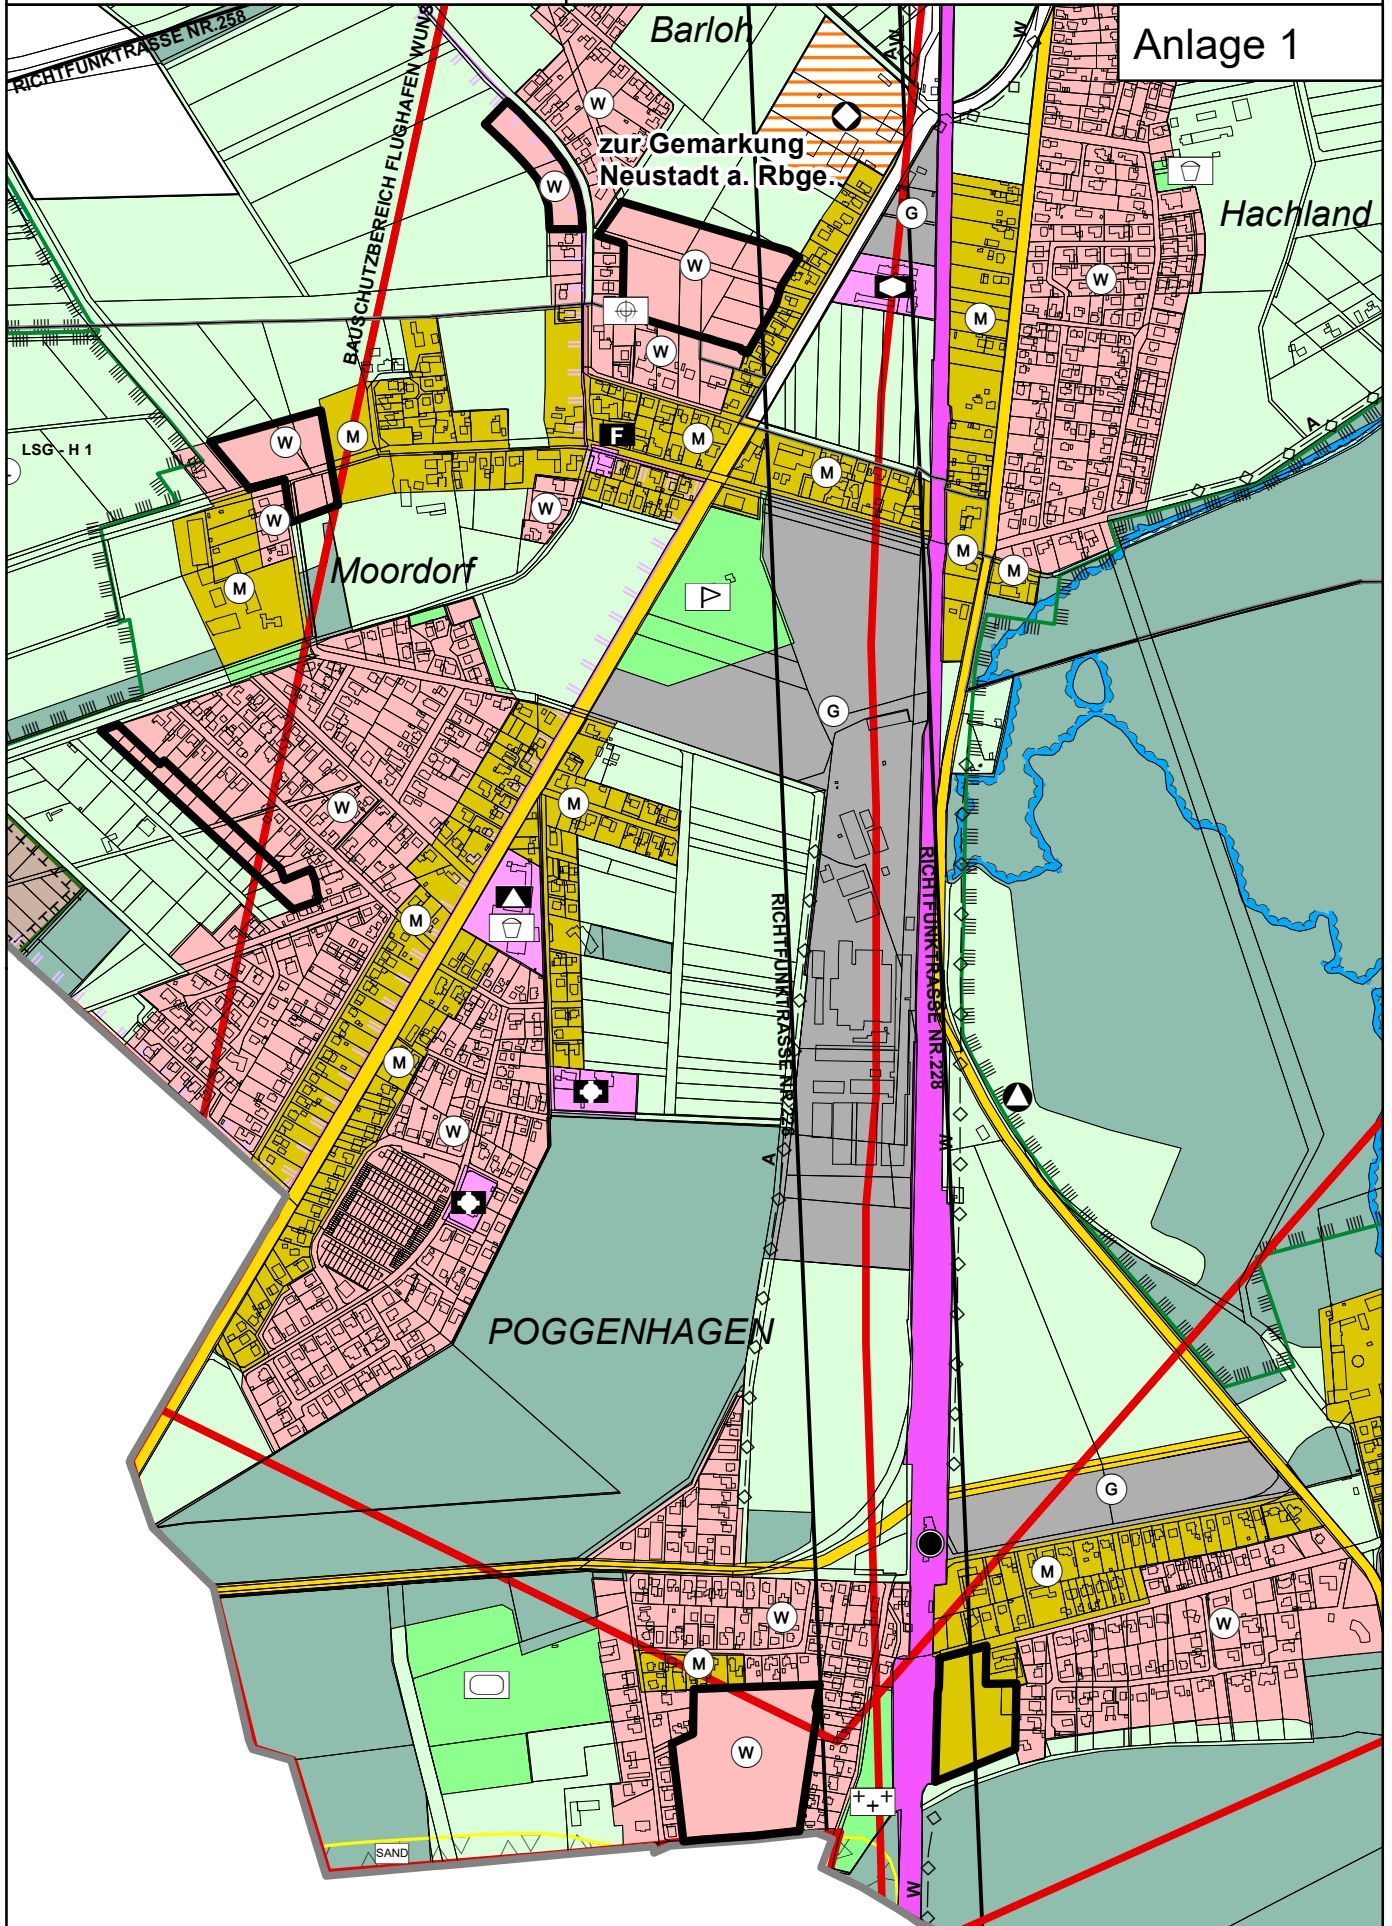 Anlage 1
RICHTFUNKTRASSE NR.258
BAUSCHUTZBEREICH FLUGHAFEN WUNS
Barloh
A.W
W
W
zur Gemarkung
Neustadt a. Rbge.
W
G
Hachland
W
W
M
W
M
F
M
M
W
A
LSG - H 1
W
W
M
M
Moordorf
M
G
W
M
M
RICHTFUNKTRASSE NR.228
RICHTFUNKTRASSE NR.228
M
W
A
W
POGGENHAGEN
G
M
W
W
M
W
SAND
W